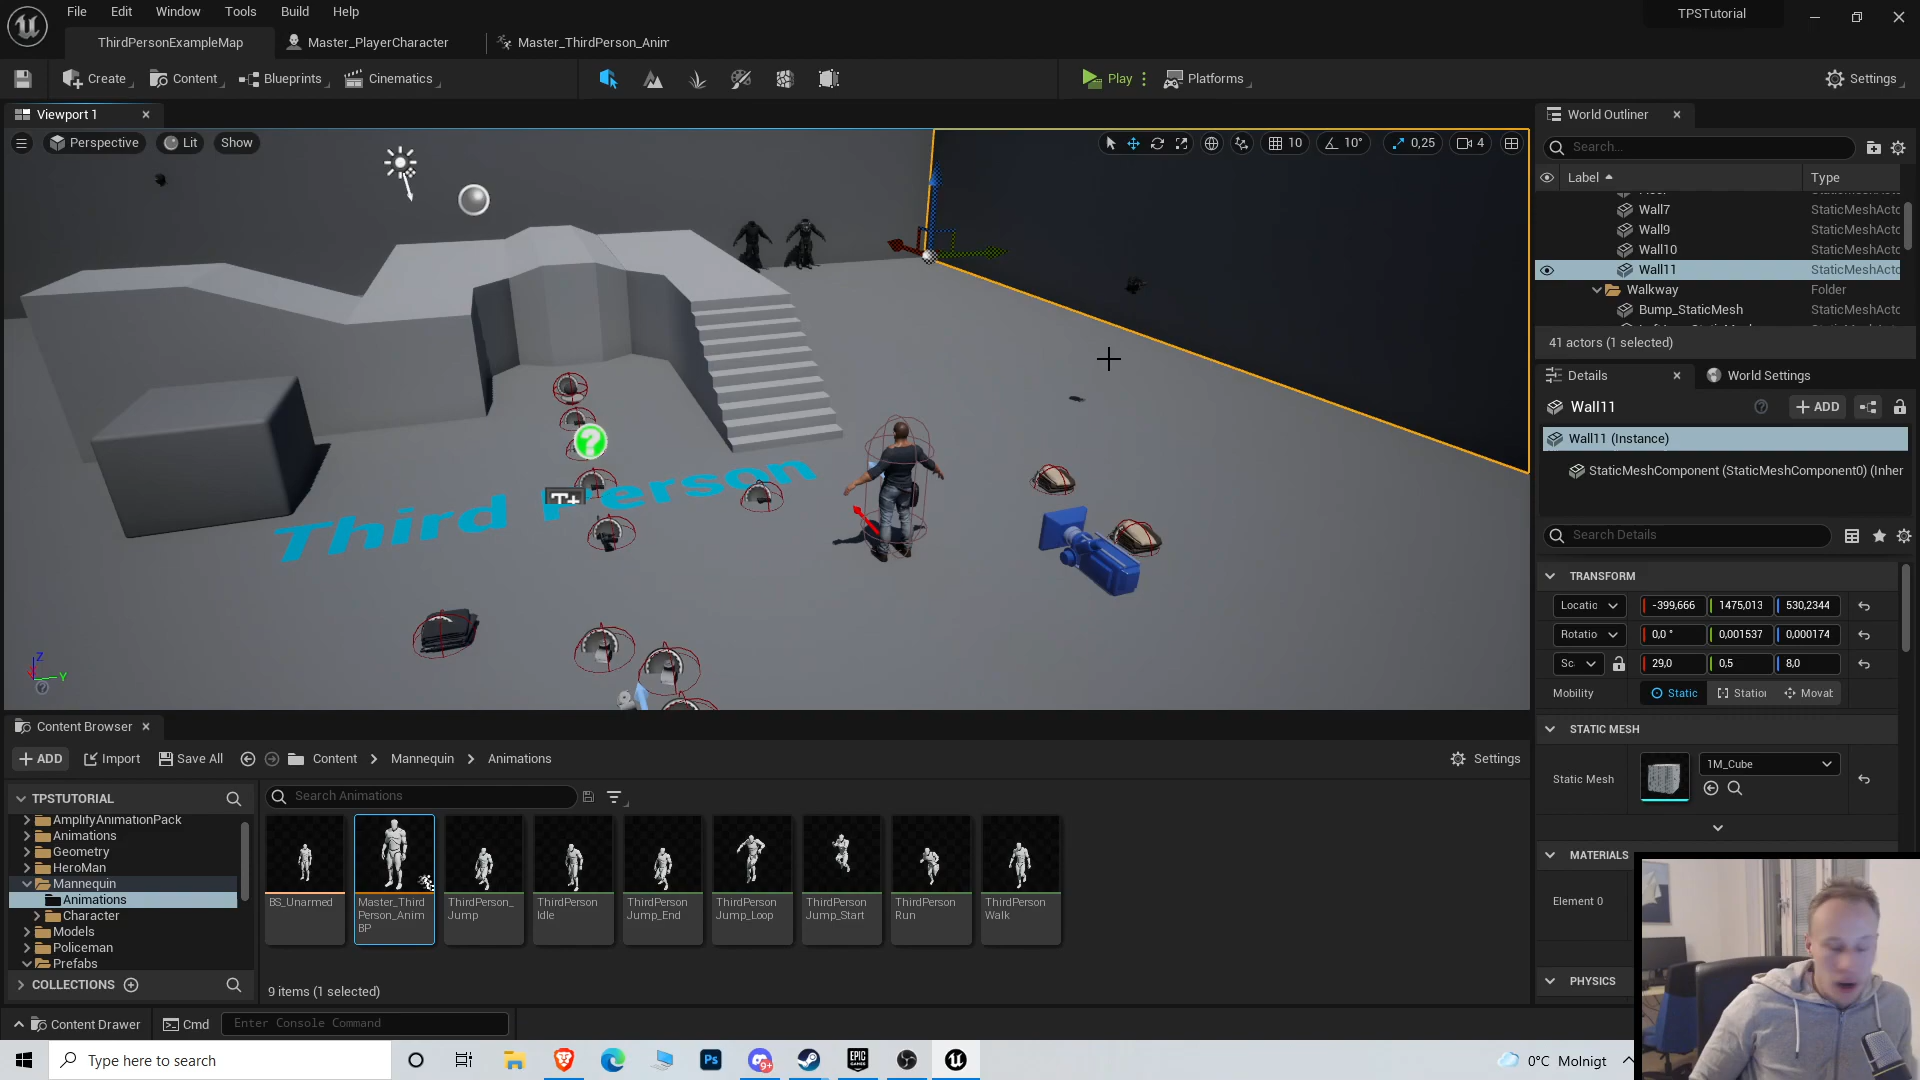 File Edit Window Tools Build Help
TPSTutorial
ThirdPersonExampleMap Master_PlayerCharacter Master_ThirdPerson_Anim
Create Content Blueprints Cinematics Play Platforms Settings
Viewport 1
Perspective Lit Show
10 10° 0,25 4
Third Person
World Outliner
Search...
Label Type
Wall7 StaticMeshActo
Wall9 StaticMeshActo
Wall10 StaticMeshActo
Wall11 StaticMeshActo
Walkway Folder
Bump_StaticMesh StaticMeshActo
41 actors (1 selected)
Details World Settings
Wall11 ADD
Wall11 (Instance)
StaticMeshComponent (StaticMeshComponent0) (Inher
Search Details
TRANSFORM
Locatio -399,666 1475,013 530,2344
Rotatio 0,0 ° 0,001537 0,000174
Sc 29,0 0,5 8,0
Mobility Static Station Movab
STATIC MESH
Static Mesh 1M_Cube
MATERIALS
Element 0
PHYSICS
Z
Y
Content Browser
ADD Import Save All Content Mannequin Animations Settings
TPSTUTORIAL
AmplifyAnimationPack
Animations
Geometry
HeroMan
Mannequin
Animations
Character
Models
Policeman
Prefabs
COLLECTIONS
Search Animations
BS_Unarmed
Master_Third
Person_Anim
BP
ThirdPerson_
Jump
ThirdPerson
Idle
ThirdPerson
Jump_End
ThirdPerson
Jump_Loop
ThirdPerson
Jump_Start
ThirdPerson
Run
ThirdPerson
Walk
9 items (1 selected)
Content Drawer Cmd Enter Console Command
Type here to search
Ps
9+
EPIC
GAMES
0°C Molnigt